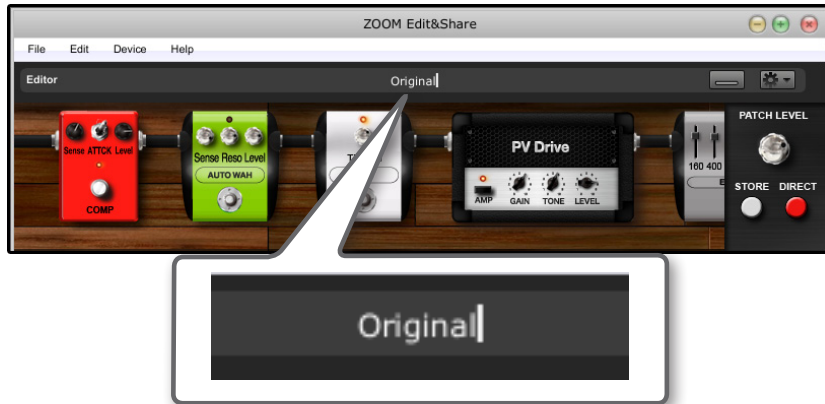 ZOOM Edit&Share
File Edit Device Help
Editor Original
PATCH LEVEL
Sense ATTCK Level
COMP
Sense Reso Level
AUTO WAH
PV Drive
AMP GAIN TONE LEVEL
160 400
STORE DIRECT
Original